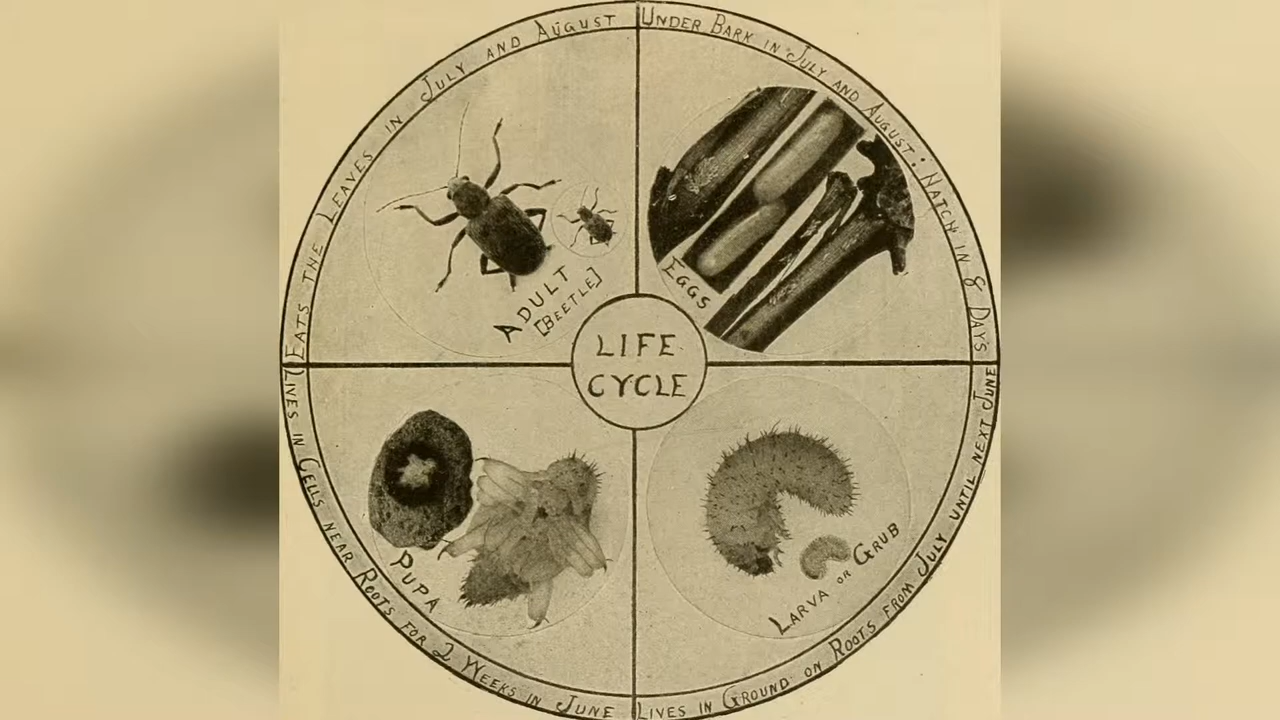 EATS THE LEAVES IN JULY AND AUGUST
UNDER BARK IN JULY AND AUGUST: HATCH IN 8 DAYS
ADULT
[BEETLE]
EGGS
LIFE
CYCLE
PUPA
LARVA OR GRUB
LIVES IN CELLS NEAR ROOTS FOR 2 WEEKS IN JUNE
LIVES IN GROUND ON ROOTS FROM JULY UNTIL NEXT JUNE